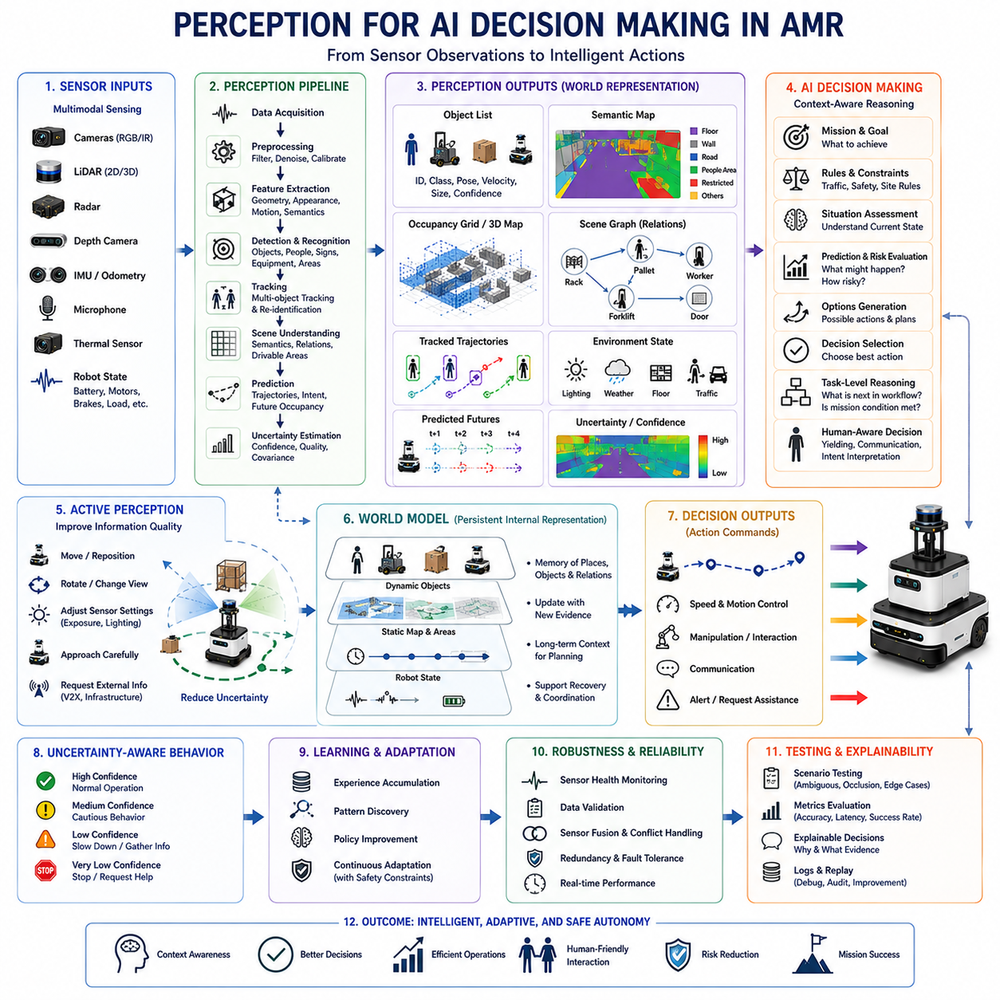 PERCEPTION FOR AI DECISION MAKING IN AMR
From Sensor Observations to Intelligent Actions
1. SENSOR INPUTS
Multimodal Sensing
Cameras (RGB/IR)
LiDAR (2D/3D)
Radar
Depth Camera
IMU / Odometry
Microphone
Thermal Sensor
Robot State
Battery, Motors,
Brakes, Load, etc.
2. PERCEPTION PIPELINE
Data Acquisition
Preprocessing
Filter, Denoise, Calibrate
Feature Extraction
Geometry, Appearance,
Motion, Semantics
Detection & Recognition
Objects, People, Signs,
Equipment, Areas
Tracking
Multi-object Tracking
& Re-identification
Scene Understanding
Semantics, Relations,
Drivable Areas
Prediction
Trajectories, Intent,
Future Occupancy
Uncertainty Estimation
Confidence, Quality,
Covariance
3. PERCEPTION OUTPUTS (WORLD REPRESENTATION)
Object List
ID, Class, Pose, Velocity,
Size, Confidence
Semantic Map
Floor
Wall
Road
People Area
Restricted
Others
Occupancy Grid / 3D Map
Scene Graph (Relations)
Rack
Pallet
Worker
Forklift
Door
Tracked Trajectories
Environment State
Lighting
Weather
Floor
Traffic
Predicted Futures
t+1
t+2
t+3
t+4
Uncertainty / Confidence
High
Low
4. AI DECISION MAKING
Context-Aware Reasoning
Mission & Goal
What to achieve
Rules & Constraints
Traffic, Safety, Site Rules
Situation Assessment
Understand Current State
Prediction & Risk Evaluation
What might happen?
How risky?
Options Generation
Possible actions & plans
Decision Selection
Choose best action
Task-Level Reasoning
What is next in workflow?
Is mission condition met?
Human-Aware Decision
Yielding, Communication,
Intent Interpretation
5. ACTIVE PERCEPTION
Improve Information Quality
Move / Reposition
Rotate / Change View
Adjust Sensor Settings
(Exposure, Lighting)
Approach Carefully
Request External Info
(V2X, Infrastructure)
Reduce Uncertainty
6. WORLD MODEL (Persistent Internal Representation)
Dynamic Objects
Static Map & Areas
Robot State
• Memory of Places,
Objects & Relations
• Update with
New Evidence
• Long-term Context
for Planning
• Support Recovery
& Coordination
7. DECISION OUTPUTS
(Action Commands)
Speed & Motion Control
Manipulation / Interaction
Communication
Alert / Request Assistance
8. UNCERTAINTY-AWARE BEHAVIOR
High Confidence
Normal Operation
Medium Confidence
Cautious Behavior
Low Confidence
Slow Down / Gather Info
STOP
Very Low Confidence
Stop / Request Help
9. LEARNING & ADAPTATION
Experience Accumulation
Pattern Discovery
Policy Improvement
Continuous Adaptation
(with Safety Constraints)
10. ROBUSTNESS & RELIABILITY
Sensor Health Monitoring
Data Validation
Sensor Fusion & Conflict Handling
Redundancy & Fault Tolerance
Real-time Performance
11. TESTING & EXPLAINABILITY
Scenario Testing
(Ambiguous, Occlusion, Edge Cases)
Metrics Evaluation
(Accuracy, Latency, Success Rate)
Explainable Decisions
Why & What Evidence
Logs & Replay
(Debug, Audit, Improvement)
12. OUTCOME: INTELLIGENT, ADAPTIVE, AND SAFE AUTONOMY
Context Awareness
Better Decisions
Efficient Operations
Human-Friendly
Interaction
Risk Reduction
Mission Success